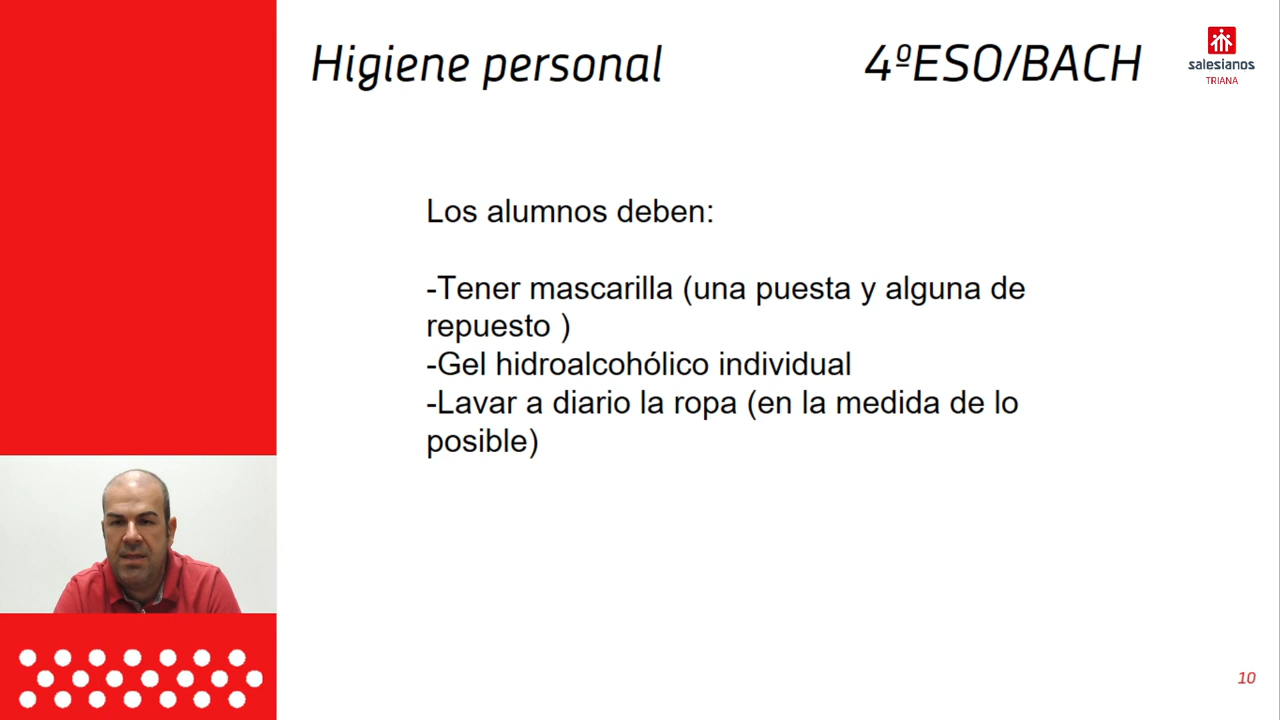 Higiene personal
4ºESO/BACH
salesianos
TRIANA
Los alumnos deben:
-Tener mascarilla (una puesta y alguna de
repuesto )
-Gel hidroalcohólico individual
-Lavar a diario la ropa (en la medida de lo
posible)
10